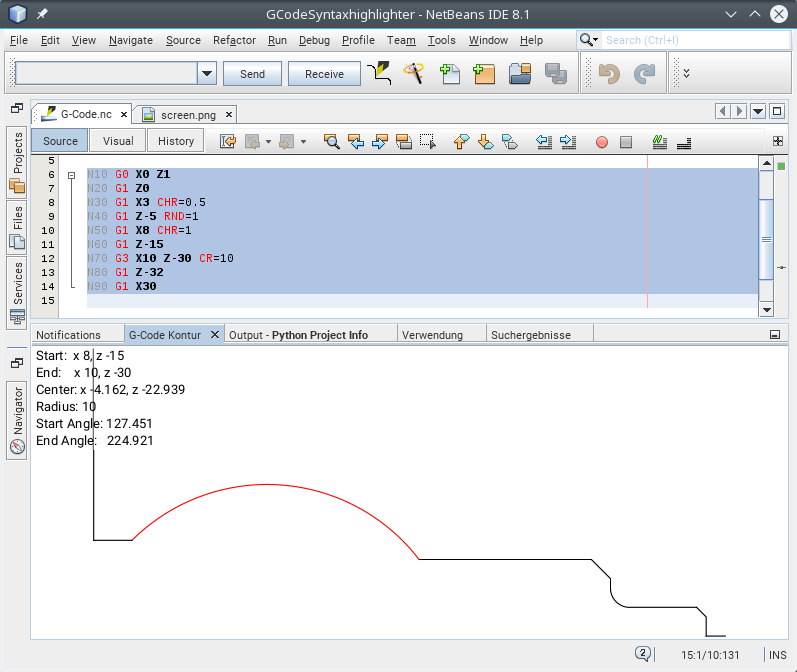 GCodeSyntaxhighlighter - NetBeans IDE 8.1
File Edit View Navigate Source Refactor Run Debug Profile Team Tools Window Help Search (Ctrl+I)
Send Receive
G-Code.nc screen.png
Source Visual History
Projects
Files
Services
Navigator
5
6 N10 G0 X0 Z1
7 N20 G1 Z0
8 N30 G1 X3 CHR=0.5
9 N40 G1 Z-5 RND=1
10 N50 G1 X8 CHR=1
11 N60 G1 Z-15
12 N70 G3 X10 Z-30 CR=10
13 N80 G1 Z-32
14 N90 G1 X30
15
Notifications G-Code Kontur Output - Python Project Info Verwendung Suchergebnisse
Start: x 8, z -15
End: x 10, z -30
Center: x -4.162, z -22.939
Radius: 10
Start Angle: 127.451
End Angle: 224.921
2 15:1/10:131 INS